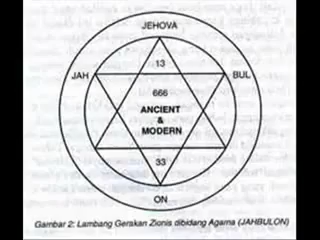 JEHOVA
JAH
13
BUL
666
ANCIENT
&
MODERN
33
ON
Gambar 2: Lambang Gerakan Zionis dibidang Agama (JAHBULON)